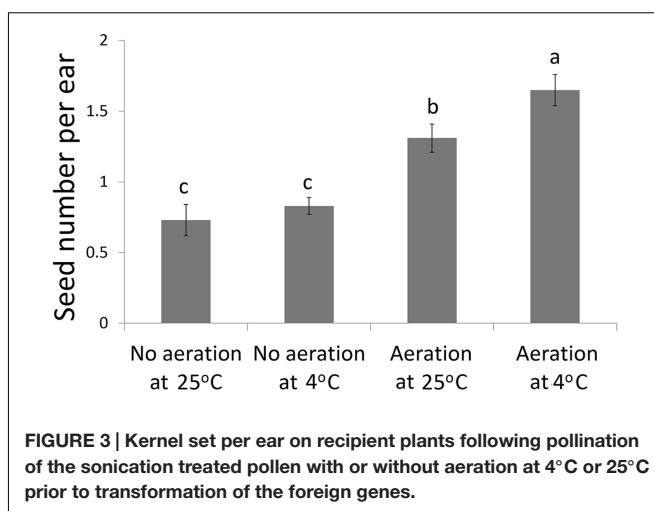 2
1.5
1
0.5
0
Seed number per ear
c
c
b
a
No aeration
at 25°C
No aeration
at 4°C
Aeration
at 25°C
Aeration
at 4°C
FIGURE 3 | Kernel set per ear on recipient plants following pollination
of the sonication treated pollen with or without aeration at 4°C or 25°C
prior to transformation of the foreign genes.